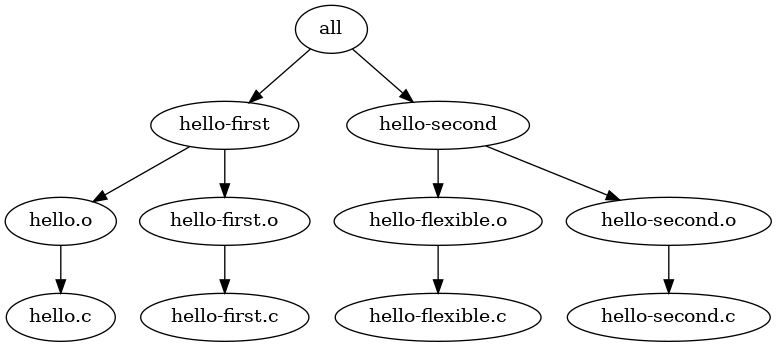 all
hello-first
hello-second
hello.o
hello-first.o
hello-flexible.o
hello-second.o
hello.c
hello-first.c
hello-flexible.c
hello-second.c